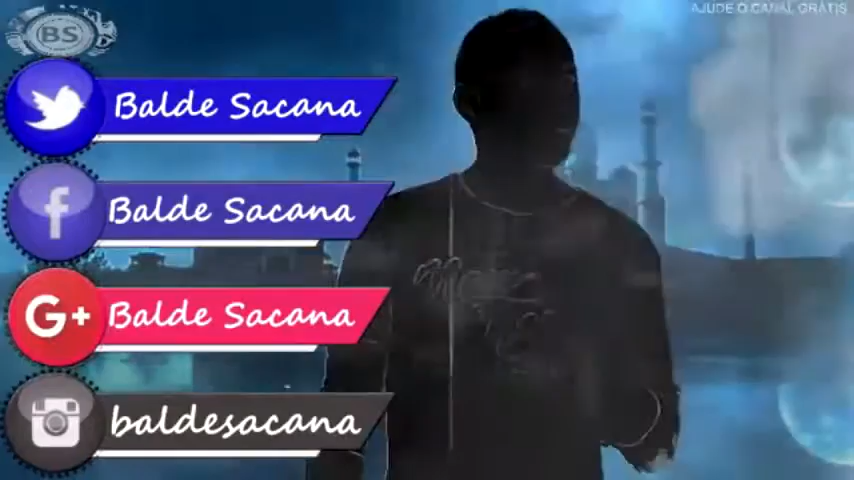 AJUDE O CANAL GRÁTIS
BS
Balde Sacana
Balde Sacana
G+ Balde Sacana
baldesacana